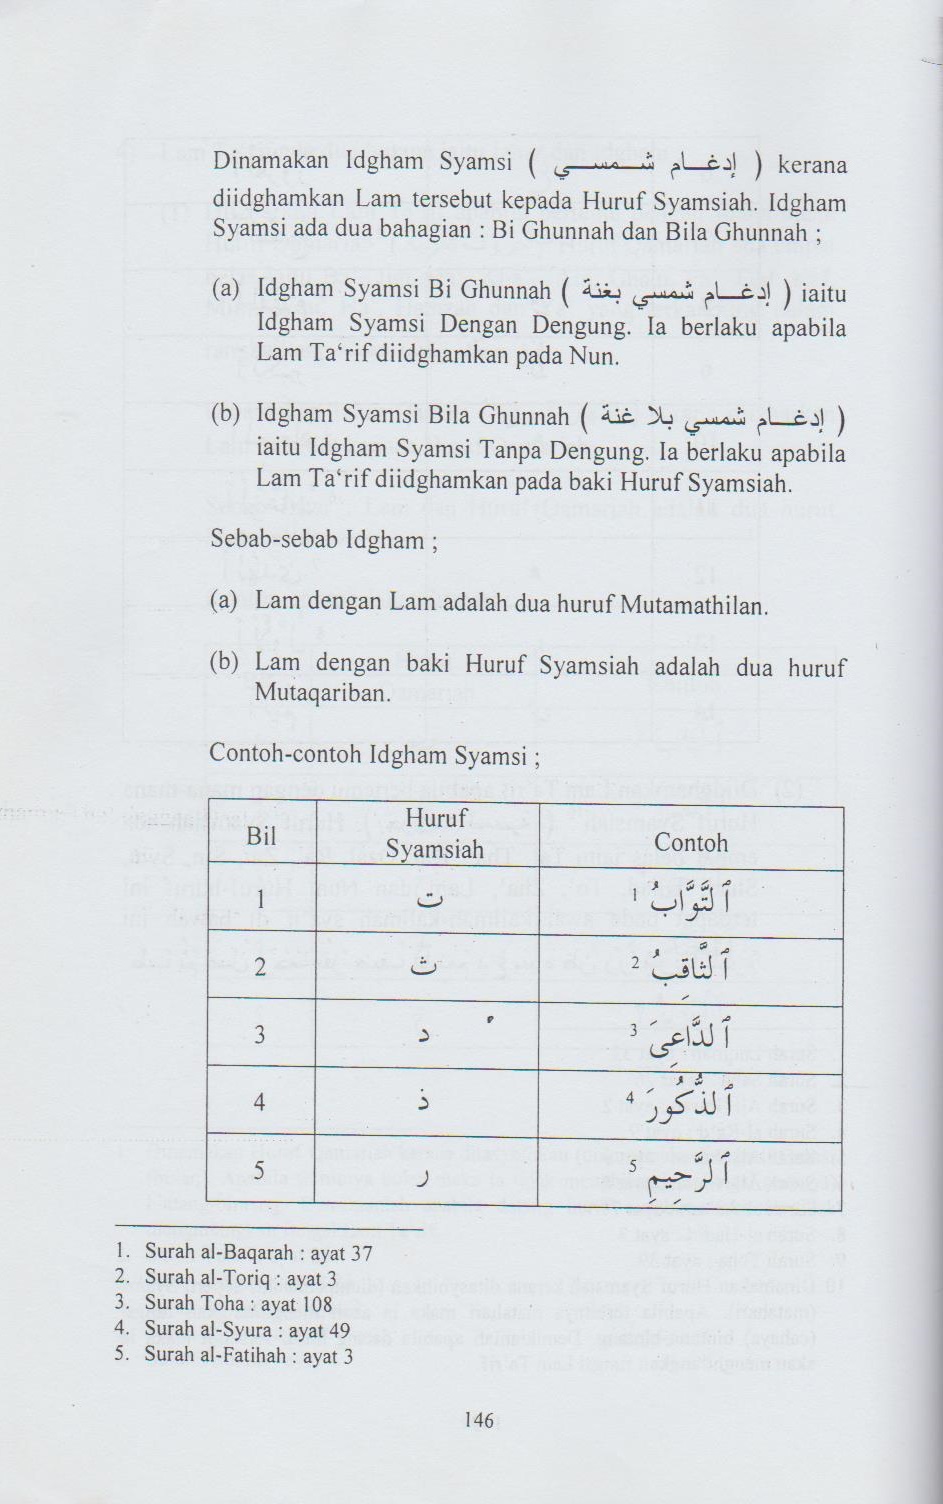 Dinamakan Idgham Syamsi ( إدغـــام شـــمســـي ) kerana
diidghamkan Lam tersebut kepada Huruf Syamsiah. Idgham
Syamsi ada dua bahagian : Bi Ghunnah dan Bila Ghunnah ;
(a) Idgham Syamsi Bi Ghunnah ( إدغـــام شمسي بغنة ) iaitu
Idgham Syamsi Dengan Dengung. Ia berlaku apabila
Lam Ta‘rif diidghamkan pada Nun.
(b) Idgham Syamsi Bila Ghunnah ( إدغـــام شمسي بلا غنة )
iaitu Idgham Syamsi Tanpa Dengung. Ia berlaku apabila
Lam Ta‘rif diidghamkan pada baki Huruf Syamsiah.
Sebab-sebab Idgham ;
(a) Lam dengan Lam adalah dua huruf Mutamathilan.
(b) Lam dengan baki Huruf Syamsiah adalah dua huruf
Mutaqariban.
Contoh-contoh Idgham Syamsi ;
Bil Huruf Syamsiah Contoh
1 ت ٱلتَّوَّابُ 1
2 ث ٱلثَّاقِبُ 2
3 د ٱلدَّاعِىَ 3
4 ذ ٱلذُّكُورَ 4
5 ر ٱلرَّحِيمِ 5
1. Surah al-Baqarah : ayat 37
2. Surah al-Toriq : ayat 3
3. Surah Toha : ayat 108
4. Surah al-Syura : ayat 49
5. Surah al-Fatihah : ayat 3
146